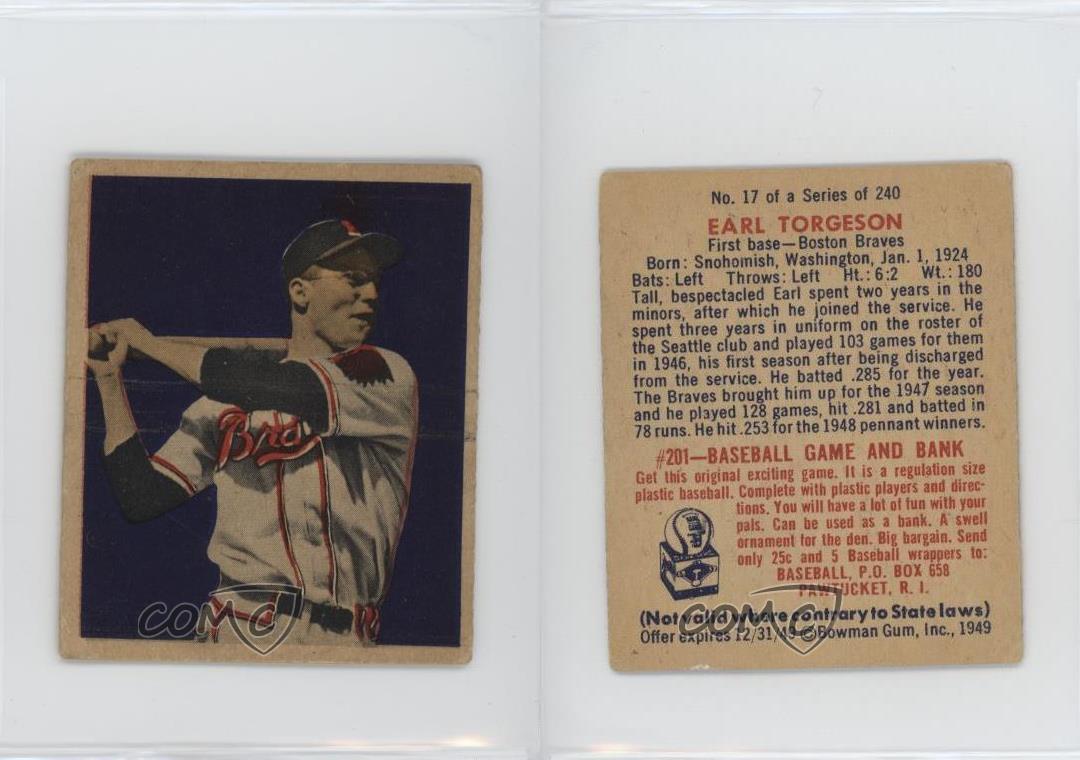 Bra
No. 17 of a Series of 240
EARL TORGESON
First base—Boston Braves
Born: Snohomish, Washington, Jan. 1, 1924
Bats: Left Throws: Left Ht.: 6:2 Wt.: 180
Tall, bespectacled Earl spent two years in the
minors, after which he joined the service. He
spent three years in uniform on the roster of
the Seattle club and played 103 games for them
in 1946, his first season after being discharged
from the service. He batted .285 for the year.
The Braves brought him up for the 1947 season
and he played 128 games, hit .281 and batted in
78 runs. He hit .253 for the 1948 pennant winners.
#201—BASEBALL GAME AND BANK
Get this original exciting game. It is a regulation size
plastic baseball. Complete with plastic players and direc-
tions. You will have a lot of fun with your
pals. Can be used as a bank. A swell
ornament for the den. Big bargain. Send
only 25c and 5 Baseball wrappers to:
BASEBALL, P.O. BOX 658
PAWTUCKET, R. I.
(Not valid where contrary to State laws)
Offer expires 12/31/49 ©Bowman Gum, Inc., 1949
COMC
COMC